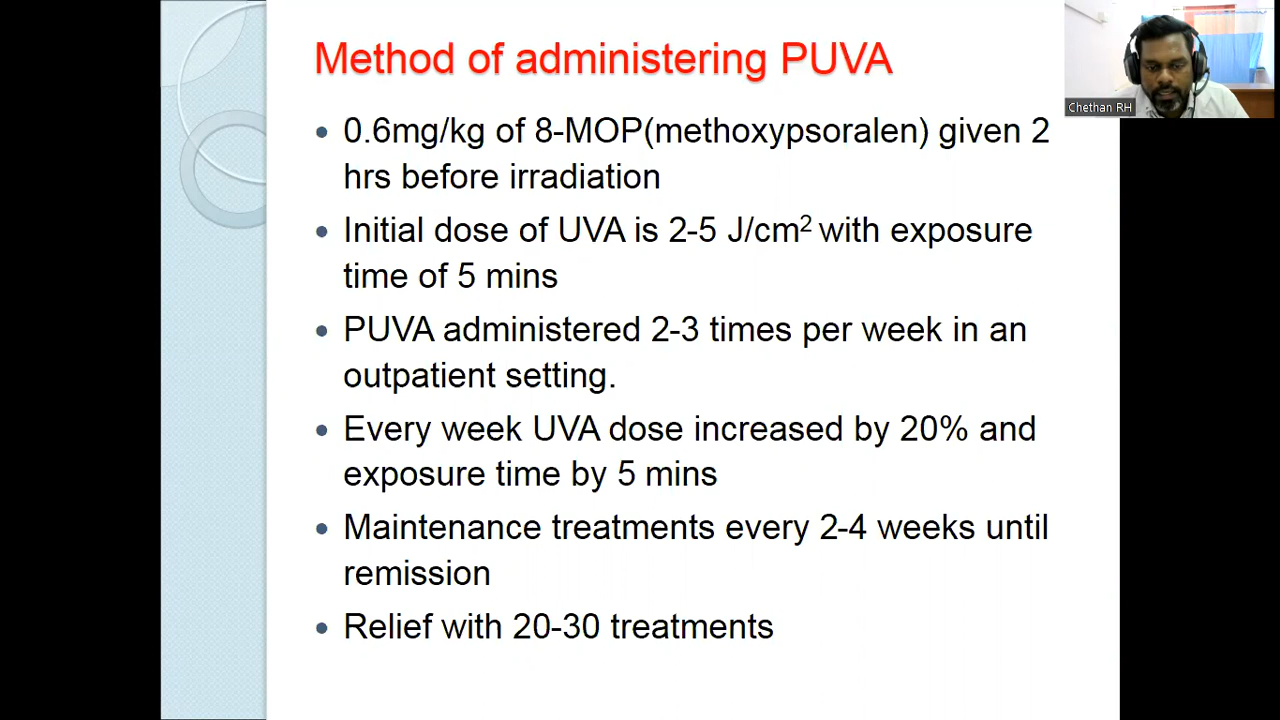 Method of administering PUVA
Chethan RH
• 0.6mg/kg of 8-MOP(methoxypsoralen) given 2
hrs before irradiation
• Initial dose of UVA is 2-5 J/cm² with exposure
time of 5 mins
• PUVA administered 2-3 times per week in an
outpatient setting.
• Every week UVA dose increased by 20% and
exposure time by 5 mins
• Maintenance treatments every 2-4 weeks until
remission
• Relief with 20-30 treatments